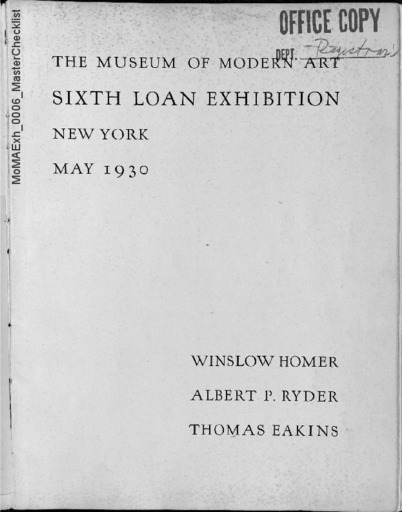 OFFICE COPY
DEPT. Registrar's
THE MUSEUM OF MODERN ART
SIXTH LOAN EXHIBITION
NEW YORK
MAY 1930
WINSLOW HOMER
ALBERT P. RYDER
THOMAS EAKINS
MoMAExh_0006_MasterChecklist